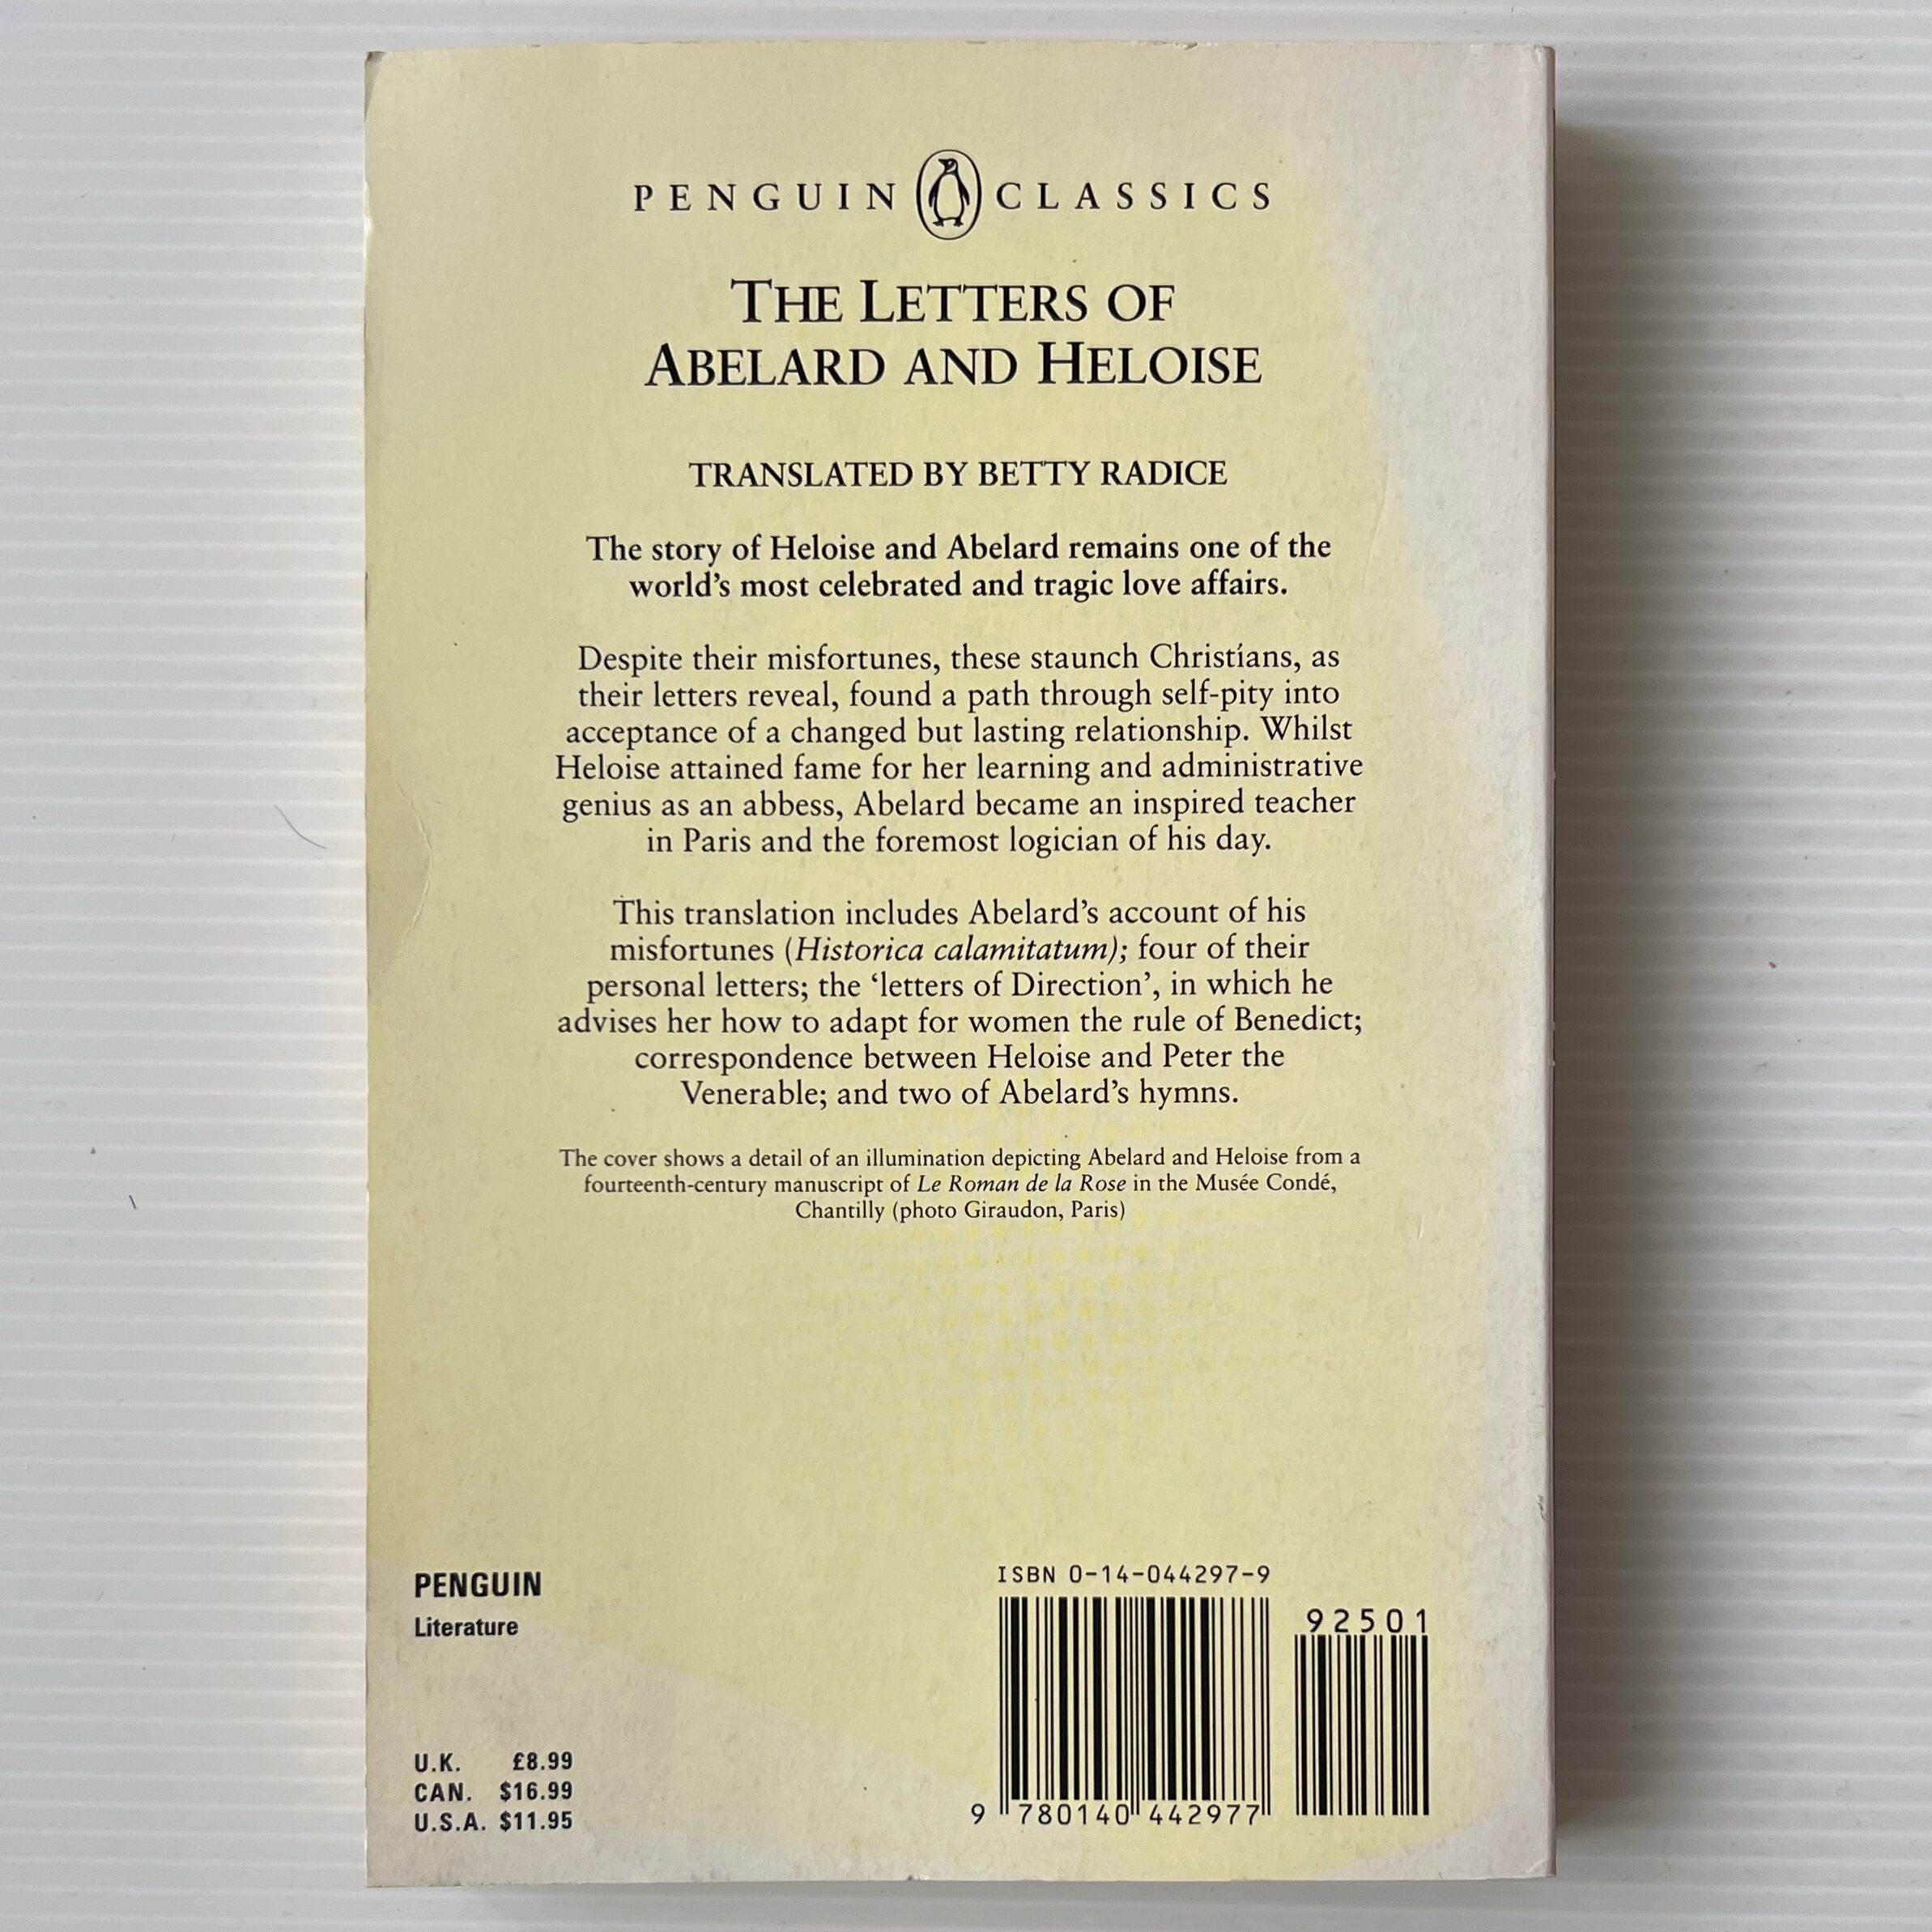 PENGUIN CLASSICS
THE LETTERS OF
ABELARD AND HELOISE
TRANSLATED BY BETTY RADICE
The story of Heloise and Abelard remains one of the
world's most celebrated and tragic love affairs.
Despite their misfortunes, these staunch Christians, as
their letters reveal, found a path through self-pity into
acceptance of a changed but lasting relationship. Whilst
Heloise attained fame for her learning and administrative
genius as an abbess, Abelard became an inspired teacher
in Paris and the foremost logician of his day.
This translation includes Abelard's account of his
misfortunes (Historica calamitatum); four of their
personal letters; the ‘letters of Direction’, in which he
advises her how to adapt for women the rule of Benedict;
correspondence between Heloise and Peter the
Venerable; and two of Abelard's hymns.
The cover shows a detail of an illumination depicting Abelard and Heloise from a
fourteenth-century manuscript of Le Roman de la Rose in the Musée Condé,
Chantilly (photo Giraudon, Paris)
PENGUIN
Literature
U.K. £8.99
CAN. $16.99
U.S.A. $11.95
ISBN 0-14-044297-9
92501
9 780140 442977